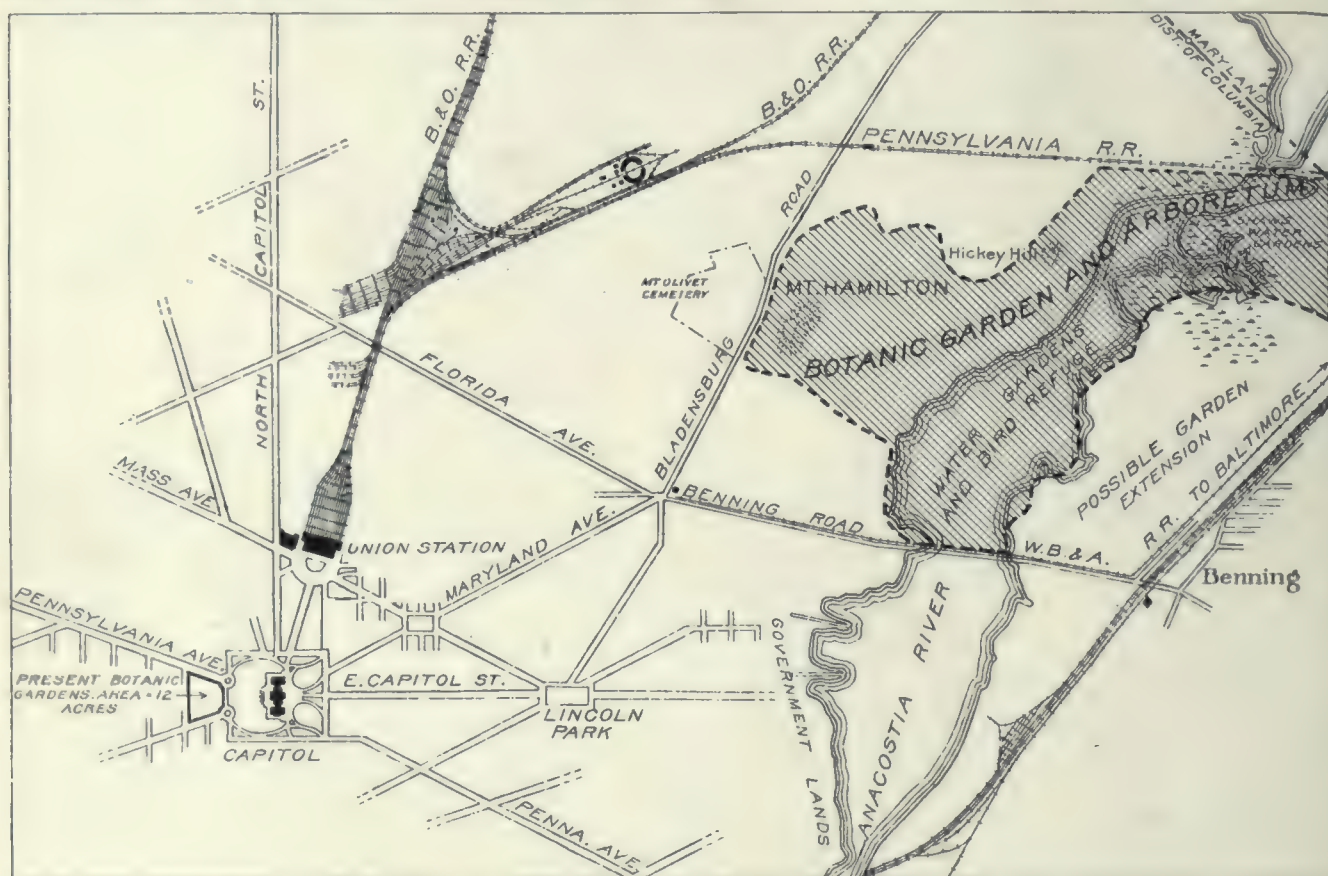 MARYLAND
DIST. OF COLUMBIA
B.&O. R.R.
B.&O. R.R.
PENNSYLVANIA R.R.
NORTH CAPITOL ST.
BLADENSBURG ROAD
MT. OLIVET
CEMETERY
MT. HAMILTON
Hickey Hill
BOTANIC GARDEN AND ARBORETUMS
WATER
GARDENS
WATER GARDENS
AND BIRD REFUGE
FLORIDA AVE.
MASS AVE
UNION STATION
MARYLAND AVE.
BENNING ROAD
POSSIBLE GARDEN
EXTENSION
W.B.&A.
R.R. TO BALTIMORE
Benning
PENNSYLVANIA AVE.
PRESENT BOTANIC
GARDENS. AREA = 12
ACRES
E. CAPITOL ST.
LINCOLN
PARK
CAPITOL
GOVERNMENT LANDS
ANACOSTIA RIVER
PENNA. AVE.